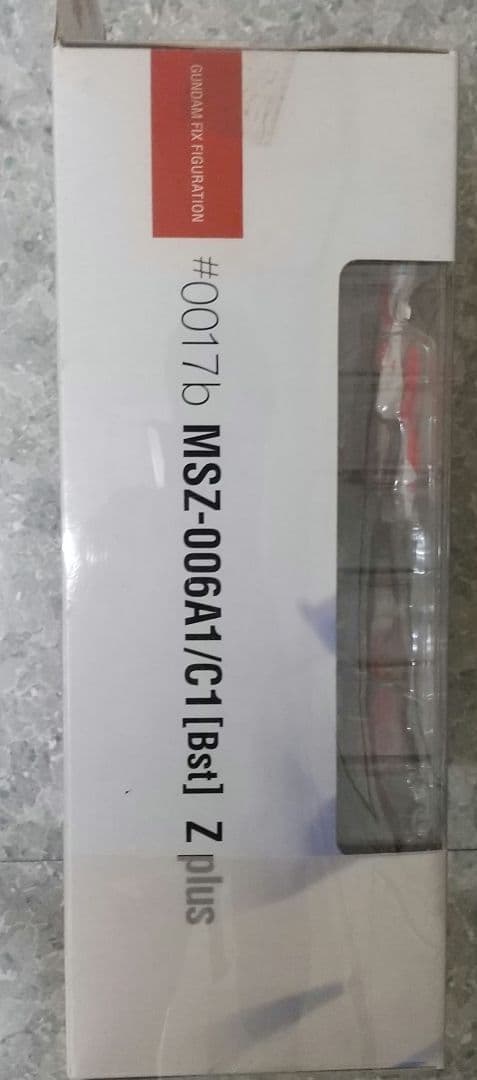 GUNDAM FIX FIGURATION
#0017b MSZ-006A1/C1[Bst] Z plus